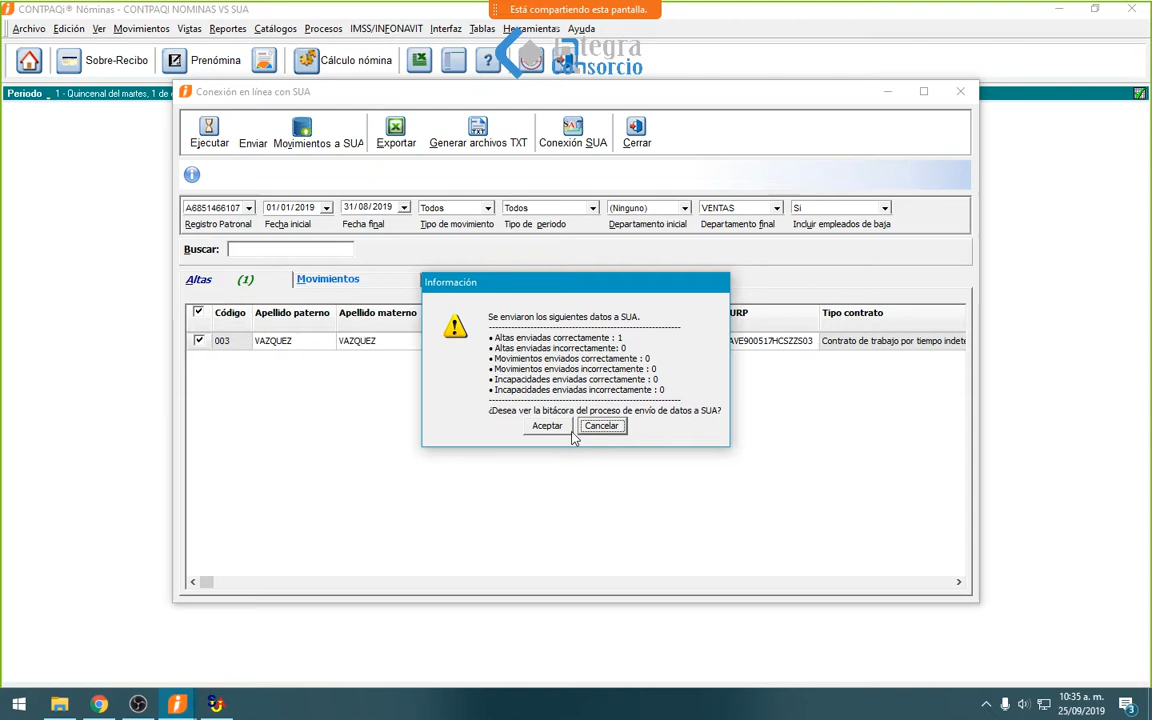 CONTPAQi® Nóminas - CONTPAQI NOMINAS VS SUA
Está compartiendo esta pantalla.
Archivo Edición Ver Movimientos Vistas Reportes Catálogos Procesos IMSS/INFONAVIT Interfaz Tablas Herramientas Ayuda
Sobre-Recibo Prenómina Cálculo nómina
Integra
Consorcio
Periodo 1 - Quincenal del martes, 1 de
Conexión en línea con SUA
Ejecutar Enviar Movimientos a SUA Exportar Generar archivos TXT Conexión SUA Cerrar
A6851466107 01/01/2019 31/08/2019 Todos Todos (Ninguno) VENTAS Si
Registro Patronal Fecha inicial Fecha final Tipo de movimiento Tipo de periodo Departamento inicial Departamento final Incluir empleados de baja
Buscar:
Altas (1) Movimientos
Código Apellido paterno Apellido materno URP Tipo contrato
003 VAZQUEZ VAZQUEZ AVE900517HCSZZS03 Contrato de trabajo por tiempo indete
Información
Se enviaron los siguientes datos a SUA.
• Altas enviadas correctamente : 1
• Altas enviadas incorrectamente: 0
• Movimientos enviados correctamente : 0
• Movimientos enviados incorrectamente : 0
• Incapacidades enviadas correctamente : 0
• Incapacidades enviadas incorrectamente : 0
¿Desea ver la bitácora del proceso de envío de datos a SUA?
Aceptar Cancelar
10:35 a. m.
25/09/2019
3